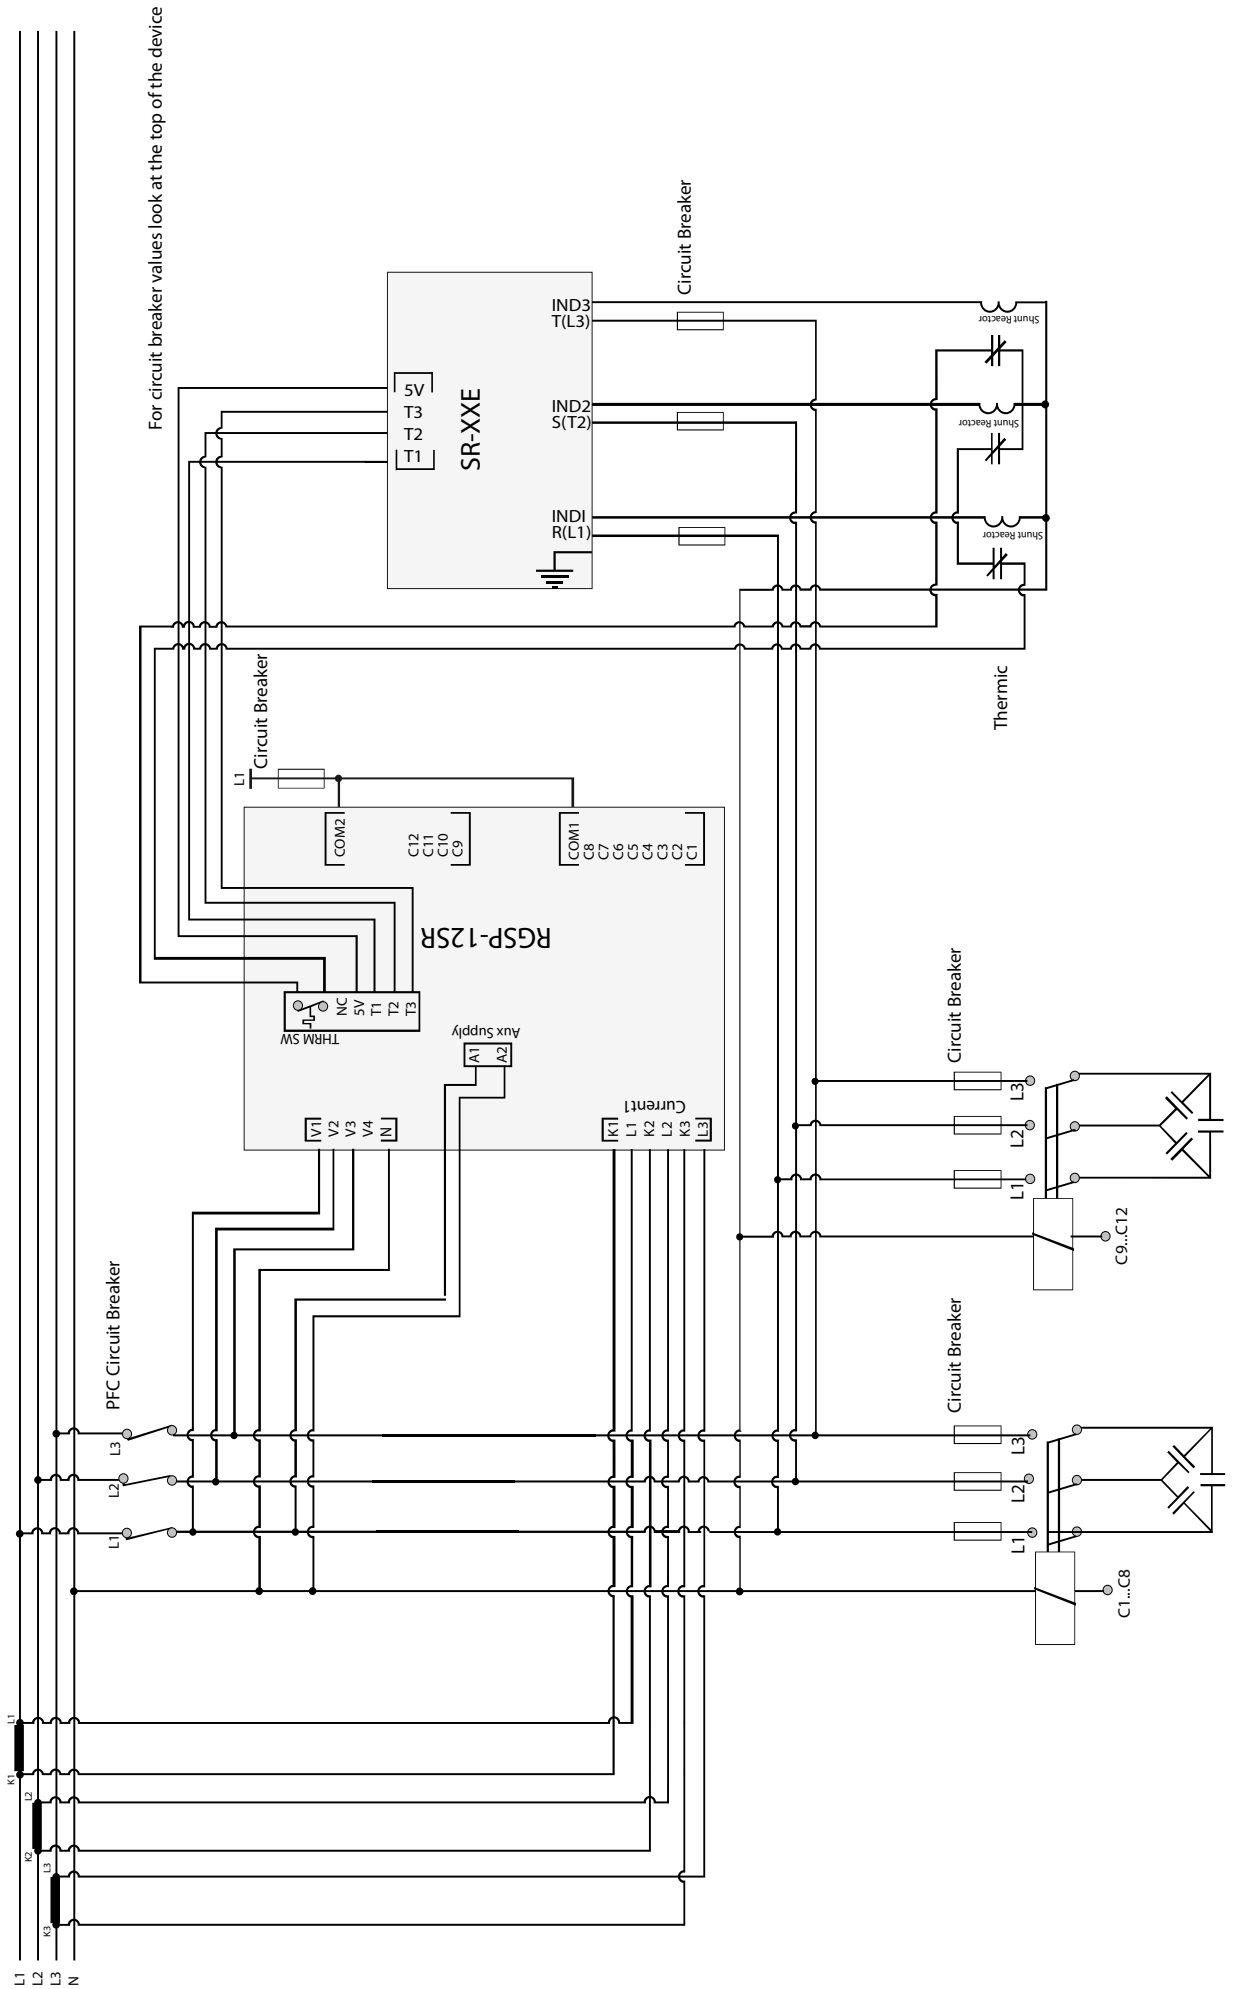 L1
L2
L3
N
K3
L3
K2
L2
K1
L1
L1
L2
L3
PFC Circuit Breaker
For circuit breaker values look at the top of the device
V1
V2
V3
V4
N
THRM SW
NC
5V
T1
T2
T3
Aux Supply
A1
A2
Current1
K1
L1
K2
L2
K3
L3
RGSP-12SR
COM2
C12
C11
C10
C9
COM1
C8
C7
C6
C5
C4
C3
C2
C1
L1
Circuit Breaker
5V
T3
T2
T1
SR-XXE
IND3
T(L3)
IND2
S(T2)
INDI
R(L1)
Circuit Breaker
Shunt Reactor
Shunt Reactor
Shunt Reactor
Thermic
Circuit Breaker
L1
L2
L3
C9...C12
Circuit Breaker
L1
L2
L3
C1...C8